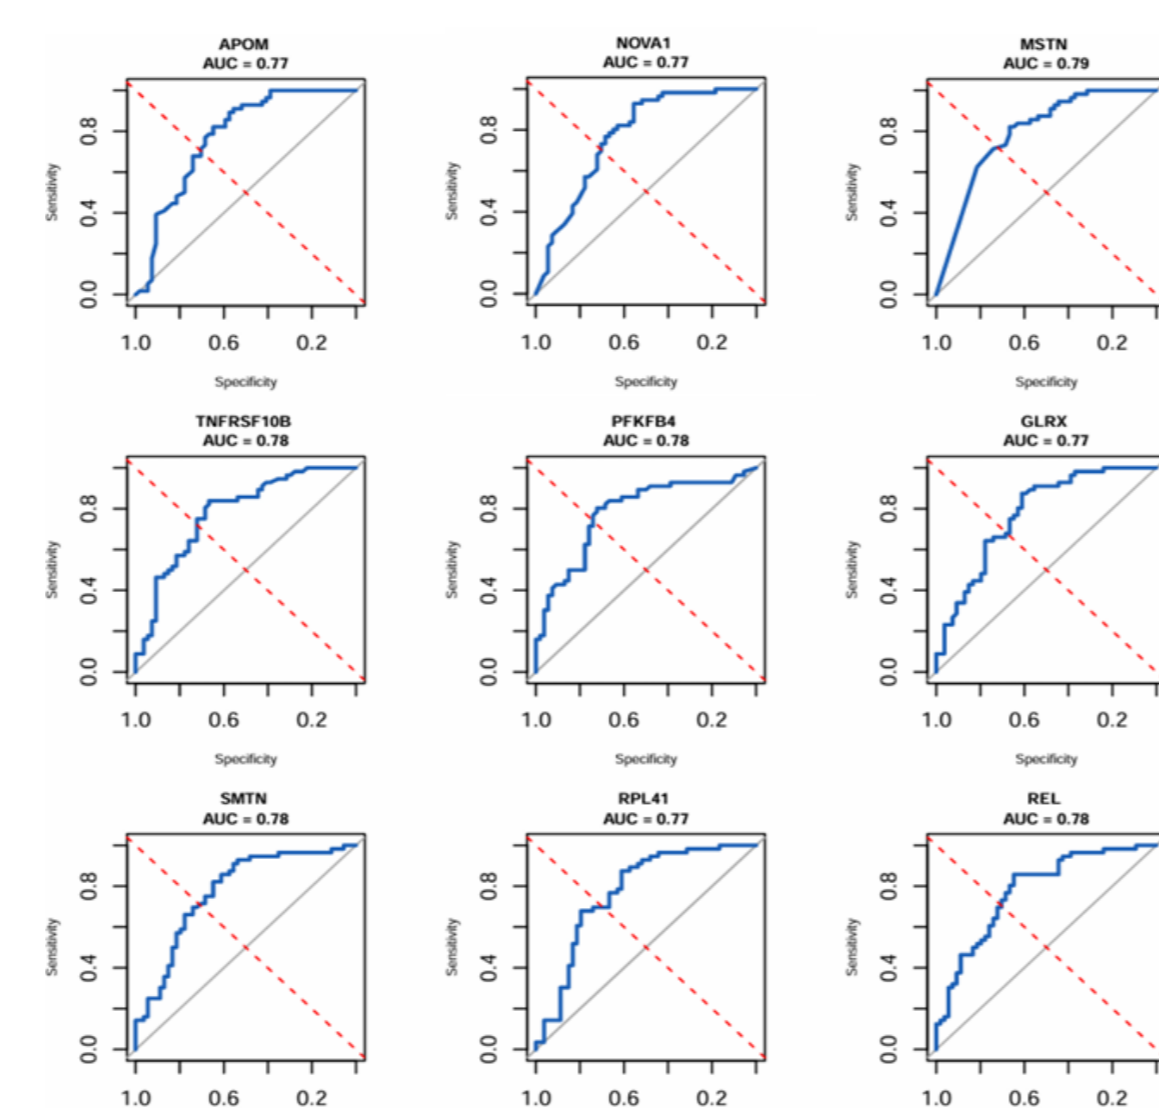 APOM
AUC = 0.77
Sensitivity
0.8
0.4
0.0
1.0 0.6 0.2
Specificity
NOVA1
AUC = 0.77
Sensitivity
0.8
0.4
0.0
1.0 0.6 0.2
Specificity
MSTN
AUC = 0.79
Sensitivity
0.8
0.4
0.0
1.0 0.6 0.2
Specificity
TNFRSF10B
AUC = 0.78
Sensitivity
0.8
0.4
0.0
1.0 0.6 0.2
Specificity
PFKFB4
AUC = 0.78
Sensitivity
0.8
0.4
0.0
1.0 0.6 0.2
Specificity
GLRX
AUC = 0.77
Sensitivity
0.8
0.4
0.0
1.0 0.6 0.2
Specificity
SMTN
AUC = 0.78
Sensitivity
0.8
0.4
0.0
1.0 0.6 0.2
RPL41
AUC = 0.77
Sensitivity
0.8
0.4
0.0
1.0 0.6 0.2
REL
AUC = 0.78
Sensitivity
0.8
0.4
0.0
1.0 0.6 0.2